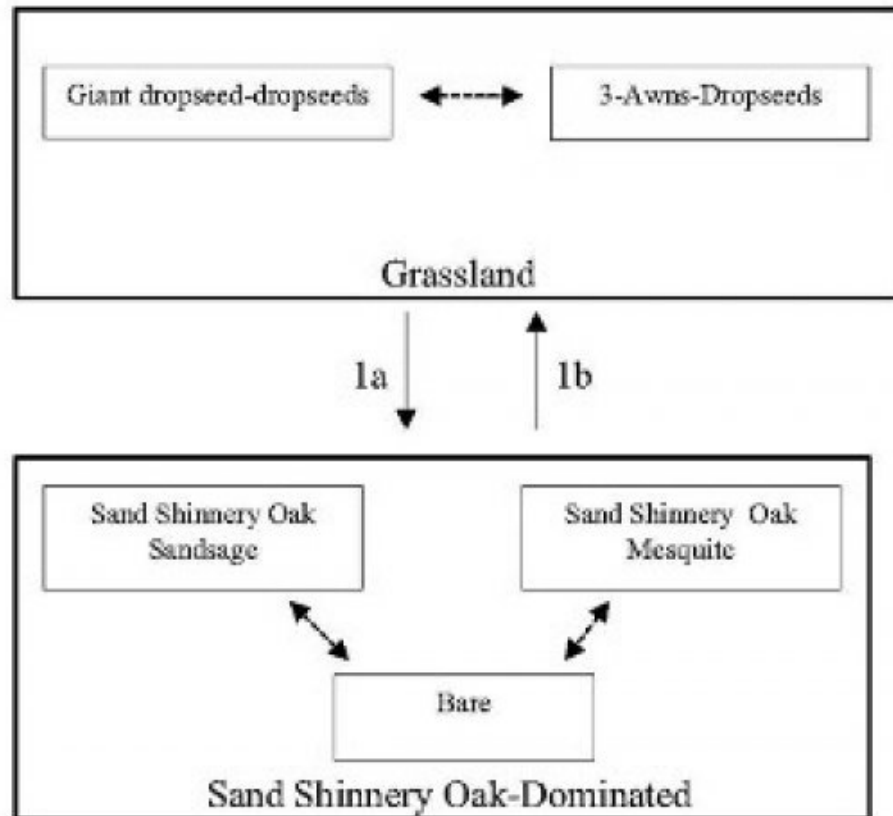 Giant dropseed-dropseeds
3-Awns-Dropseeds
Grassland
1a
1b
Sand Shinnery Oak
Sandsage
Sand Shinnery Oak
Mesquite
Bare
Sand Shinnery Oak-Dominated